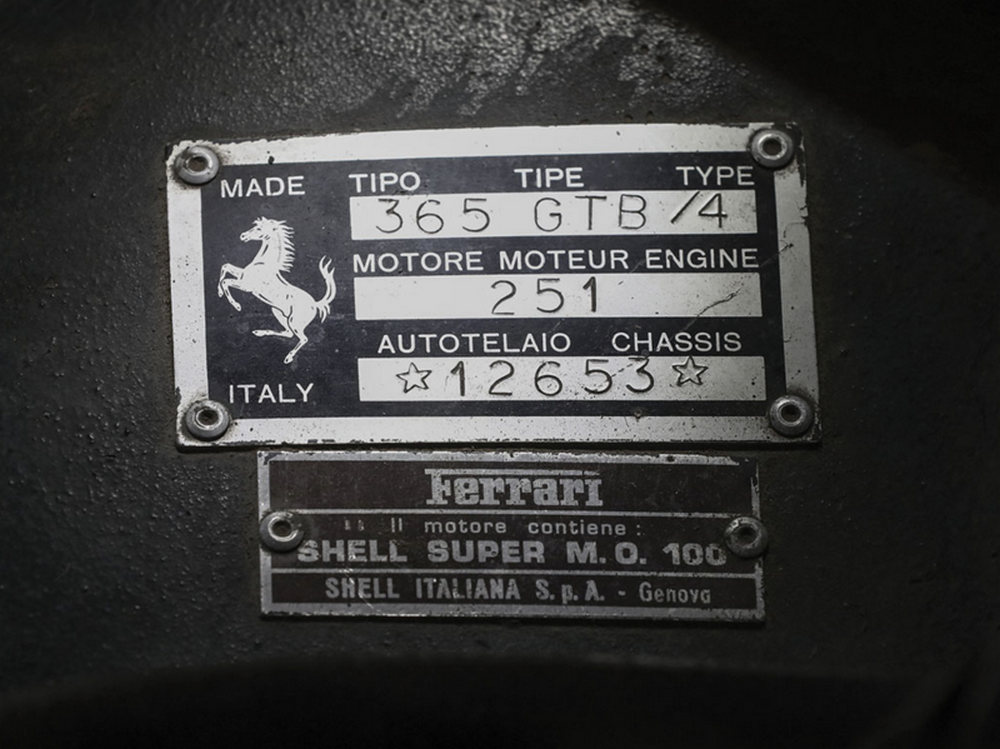 MADE TIPO TIPE TYPE
365 GTB/4
MOTORE MOTEUR ENGINE
251
AUTOTELAIO CHASSIS
☆12653☆
ITALY
Ferrari
Il motore contiene:
SHELL SUPER M.O. 100
SHELL ITALIANA S.p.A. - Genova